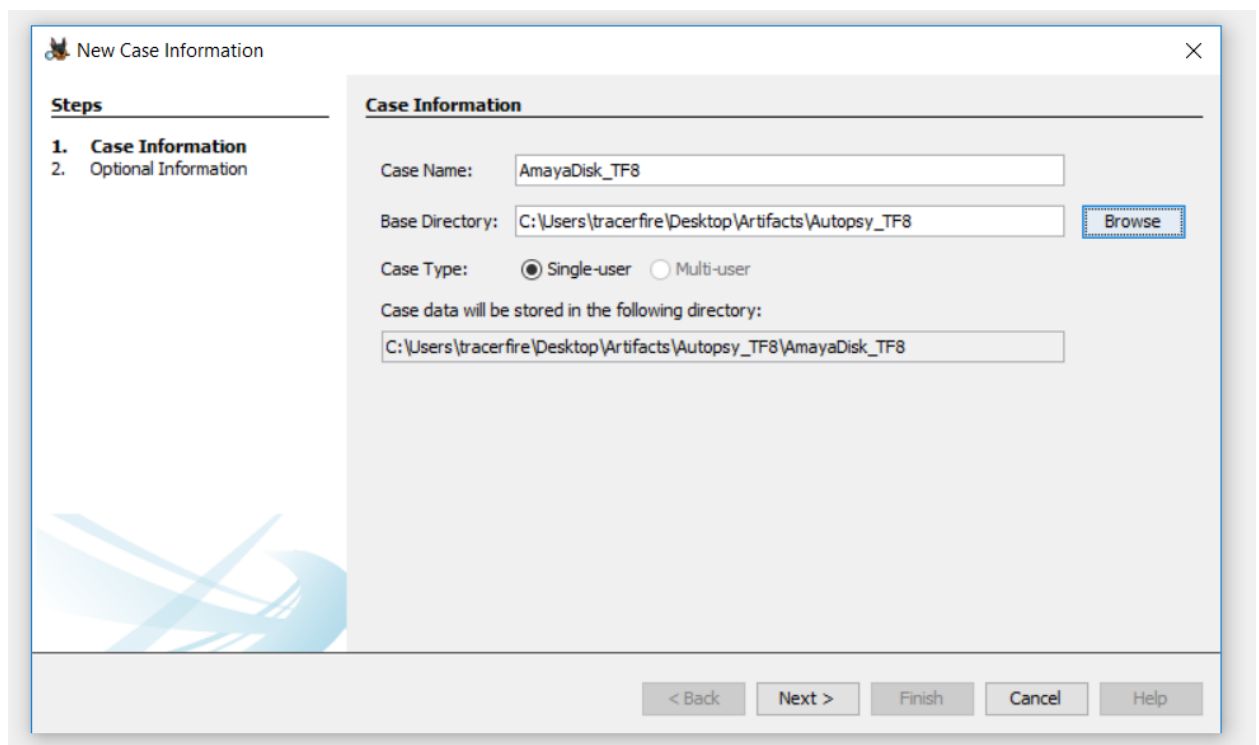 New Case Information
Steps
1. Case Information
2. Optional Information
Case Information
Case Name: AmayaDisk_TF8
Base Directory: C:\Users\tracerfire\Desktop\Artifacts\Autopsy_TF8 Browse
Case Type: Single-user Multi-user
Case data will be stored in the following directory:
C:\Users\tracerfire\Desktop\Artifacts\Autopsy_TF8\AmayaDisk_TF8
< Back Next > Finish Cancel Help